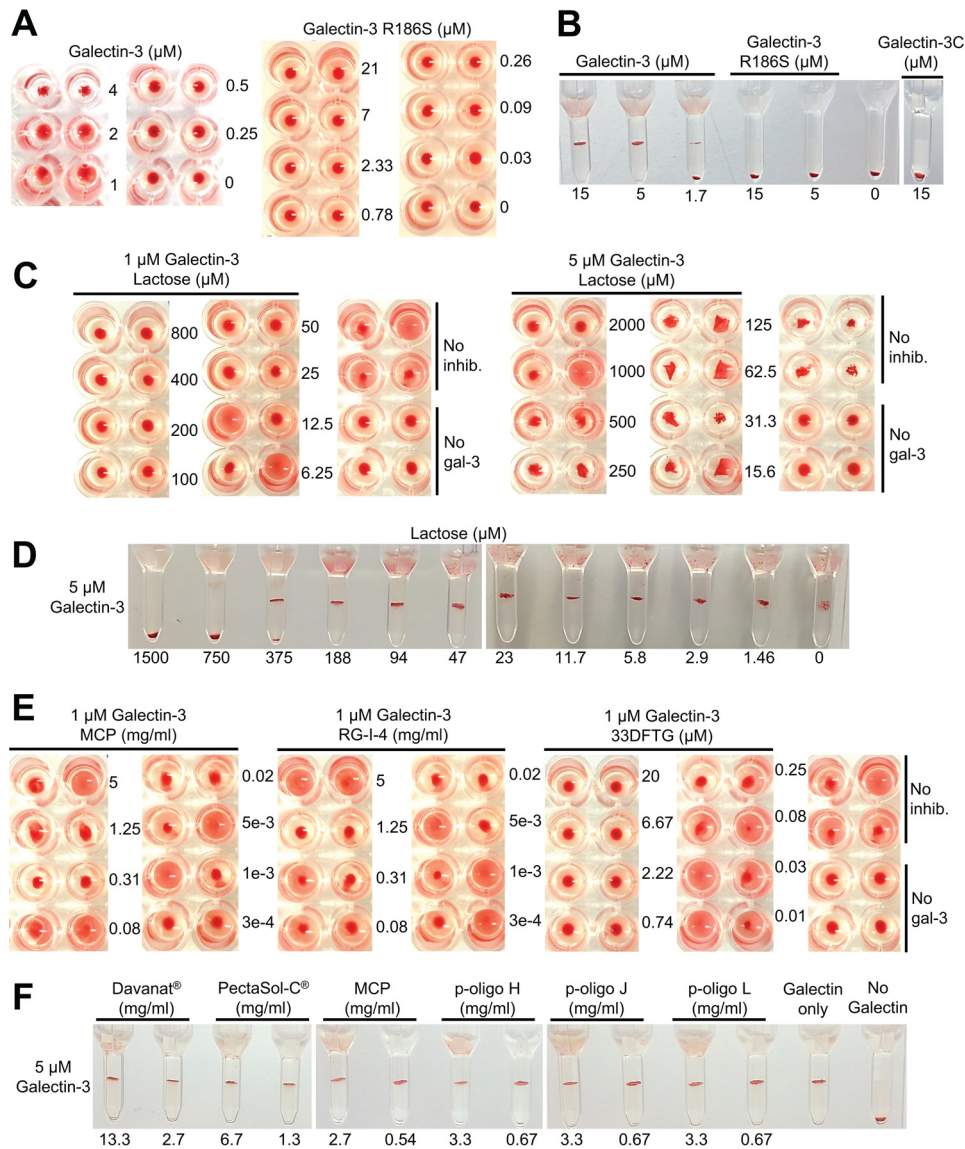 A
Galectin-3 (µM)
4
2
1
0.5
0.25
0
Galectin-3 R186S (µM)
21
7
2.33
0.78
0.26
0.09
0.03
0
B
Galectin-3 (µM)
Galectin-3
R186S (µM)
Galectin-3C
(µM)
15 5 1.7 15 5 0 15
C
1 µM Galectin-3
Lactose (µM)
800
400
200
100
50
25
12.5
6.25
No
inhib.
No
gal-3
5 µM Galectin-3
Lactose (µM)
2000
1000
500
250
125
62.5
31.3
15.6
No
inhib.
No
gal-3
D
Lactose (µM)
5 µM
Galectin-3
1500 750 375 188 94 47 23 11.7 5.8 2.9 1.46 0
E
1 µM Galectin-3
MCP (mg/ml)
5
1.25
0.31
0.08
0.02
5e-3
1e-3
3e-4
1 µM Galectin-3
RG-I-4 (mg/ml)
5
1.25
0.31
0.08
0.02
5e-3
1e-3
3e-4
1 µM Galectin-3
33DFTG (µM)
20
6.67
2.22
0.74
0.25
0.08
0.03
0.01
No
inhib.
No
gal-3
F
Davanat®
(mg/ml)
PectaSol-C®
(mg/ml)
MCP
(mg/ml)
p-oligo H
(mg/ml)
p-oligo J
(mg/ml)
p-oligo L
(mg/ml)
Galectin
only
No
Galectin
5 µM
Galectin-3
13.3 2.7 6.7 1.3 2.7 0.54 3.3 0.67 3.3 0.67 3.3 0.67